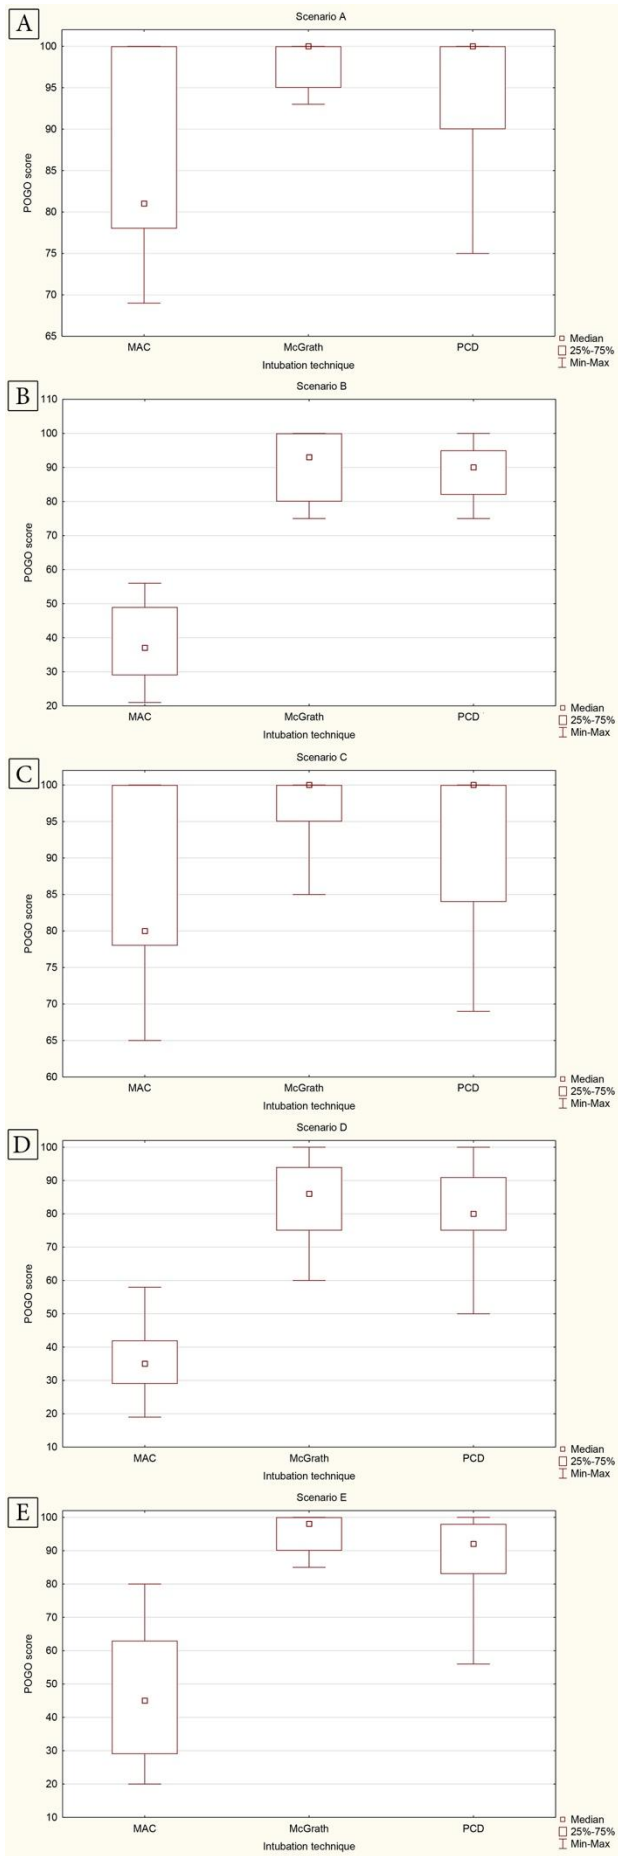 A
Scenario A
POGO score
100
95
90
85
80
75
70
65
MAC
McGrath
PCD
Intubation technique
Median
25%-75%
Min-Max
B
Scenario B
POGO score
110
100
90
80
70
60
50
40
30
20
MAC
McGrath
PCD
Intubation technique
Median
25%-75%
Min-Max
C
Scenario C
POGO score
100
95
90
85
80
75
70
65
60
MAC
McGrath
PCD
Intubation technique
Median
25%-75%
Min-Max
D
Scenario D
POGO score
100
90
80
70
60
50
40
30
20
10
MAC
McGrath
PCD
Intubation technique
Median
25%-75%
Min-Max
E
Scenario E
POGO score
100
90
80
70
60
50
40
30
20
10
MAC
McGrath
PCD
Intubation technique
Median
25%-75%
Min-Max